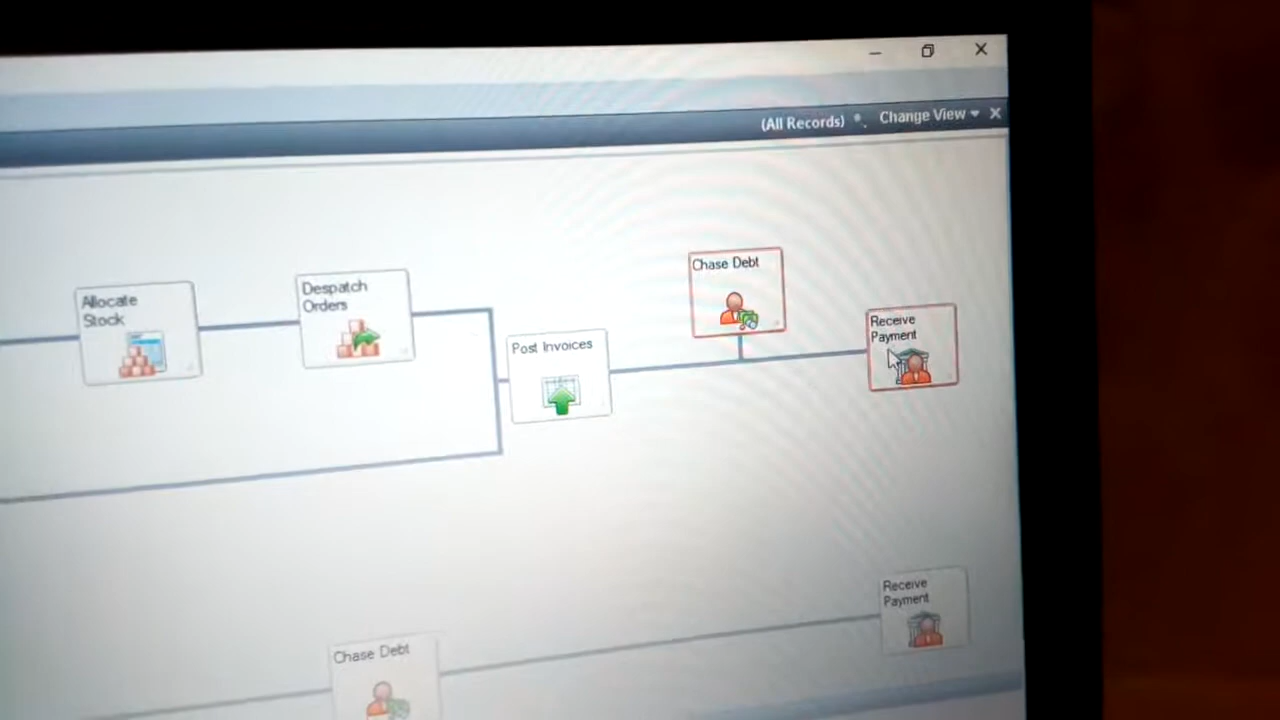 (All Records) Change View
Chase Debt
Allocate
Stock
Despatch
Orders
Post Invoices
Receive
Payment
Receive
Payment
Chase Debt